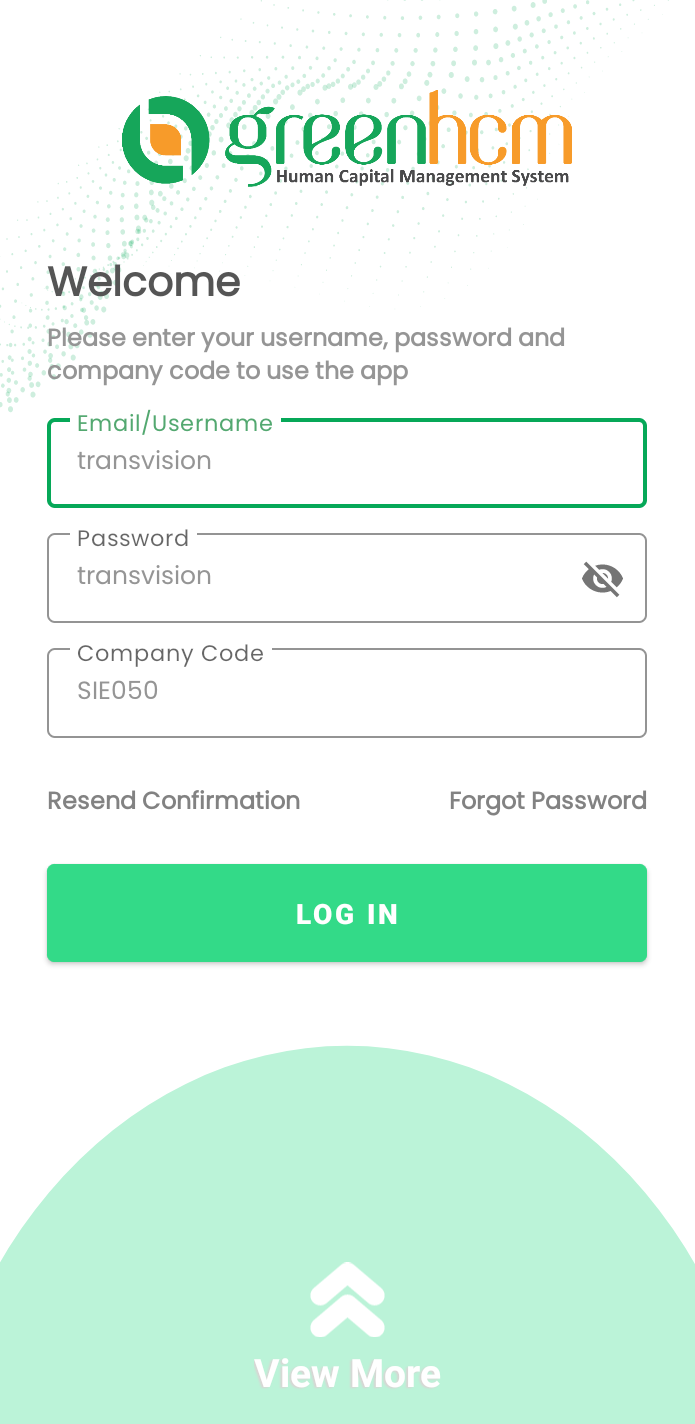 greenhcm
Human Capital Management System
Welcome
Please enter your username, password and
company code to use the app
Email/Username
transvision
Password
transvision
Company Code
SIE050
Resend Confirmation Forgot Password
LOG IN
View More